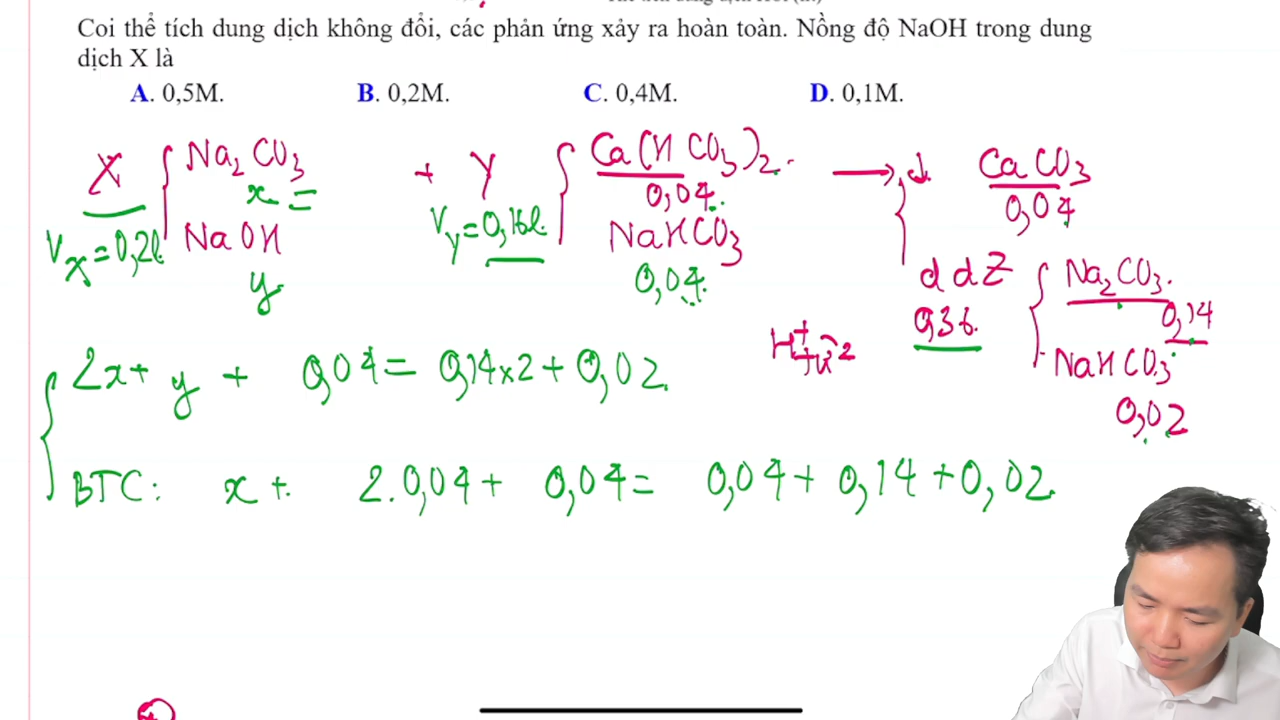 Coi thể tích dung dịch không đổi, các phản ứng xảy ra hoàn toàn. Nồng độ NaOH trong dung
dịch X là
A. 0,5M. B. 0,2M. C. 0,4M. D. 0,1M.
X { Na₂CO₃ + Y { Ca(HCO₃)₂ → { ↓ CaCO₃
x = 0,04 0,04
Vₓ = 0,2l NaOH V_Y = 0,16l NaHCO₃
y 0,04
ddZ { Na₂CO₃
0,36 0,14
NaHCO₃
0,02
{ 2x + y + 0,04 = 0,14×2 + 0,02
BTC: x + 2.0,04 + 0,04 = 0,04 + 0,14 + 0,02